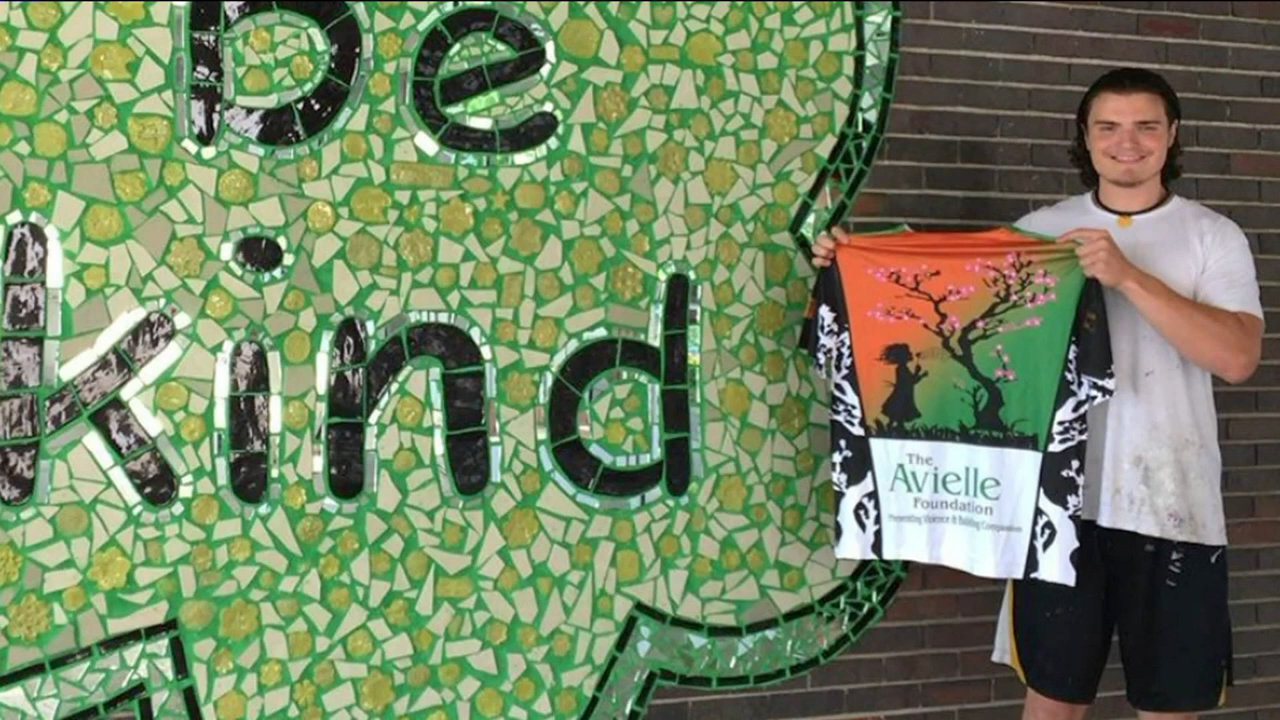 be
kind
The
Avielle
Foundation
Preventing Violence & Building Compassion